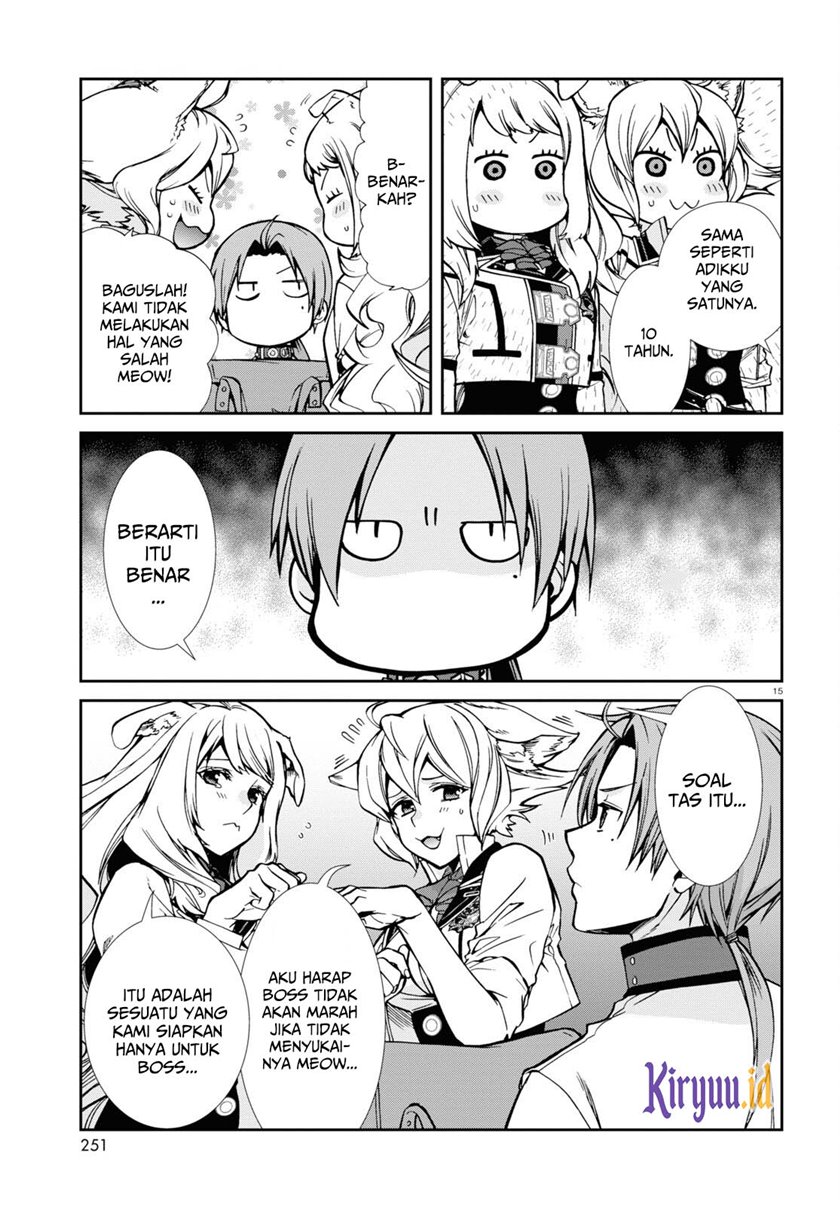 SAMA
SEPERTI
ADIKKU
YANG
SATUNYA.
10
TAHUN.
B-
BENAR-
KAH?
BAGUSLAH!
KAMI TIDAK
MELAKUKAN
HAL YANG
SALAH
MEOW!
BERARTI
ITU
BENAR
...
15
SOAL
TAS ITU...
AKU HARAP
BOSS TIDAK
AKAN MARAH
JIKA TIDAK
MENYUKAI-
NYA MEOW...
ITU ADALAH
SESUATU YANG
KAMI SIAPKAN
HANYA UNTUK
BOSS...
Kiryuu.id
251